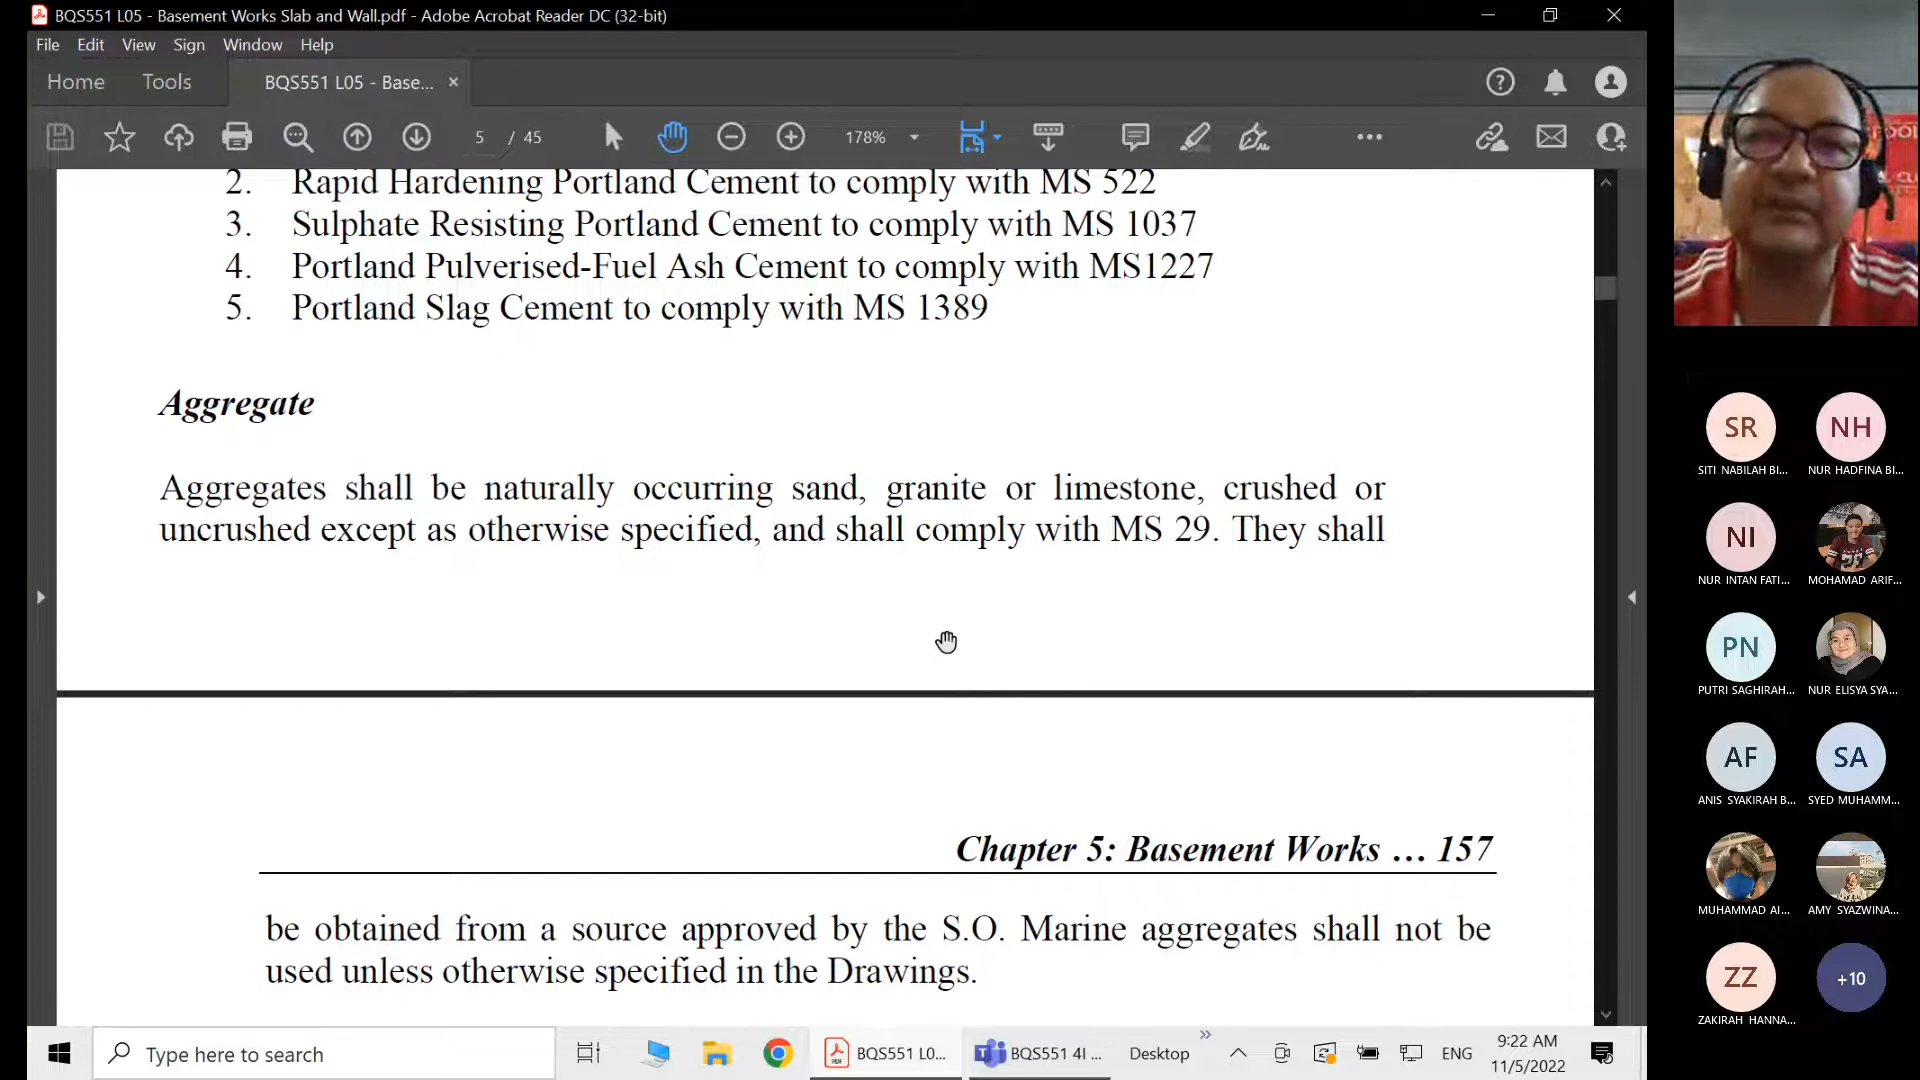 BQS551 L05 - Basement Works Slab and Wall.pdf - Adobe Acrobat Reader DC (32-bit)
File Edit View Sign Window Help
Home Tools BQS551 L05 - Base... ×
5 / 45 178%
2. Rapid Hardening Portland Cement to comply with MS 522
3. Sulphate Resisting Portland Cement to comply with MS 1037
4. Portland Pulverised-Fuel Ash Cement to comply with MS1227
5. Portland Slag Cement to comply with MS 1389
Aggregate
Aggregates shall be naturally occurring sand, granite or limestone, crushed or
uncrushed except as otherwise specified, and shall comply with MS 29. They shall
Chapter 5: Basement Works ... 157
be obtained from a source approved by the S.O. Marine aggregates shall not be
used unless otherwise specified in the Drawings.
SR NH
SITI NABILAH BI... NUR HADFINA BI...
NI
NUR INTAN FATI... MOHAMAD ARIF...
PN
PUTRI SAGHIRAH... NUR ELISYA SYA...
AF SA
ANIS SYAKIRAH B... SYED MUHAMM...
MUHAMMAD AI... AMY SYAZWINA...
ZZ +10
ZAKIRAH HANNA...
Type here to search BQS551 L0... BQS551 4I ... Desktop ENG 9:22 AM
11/5/2022